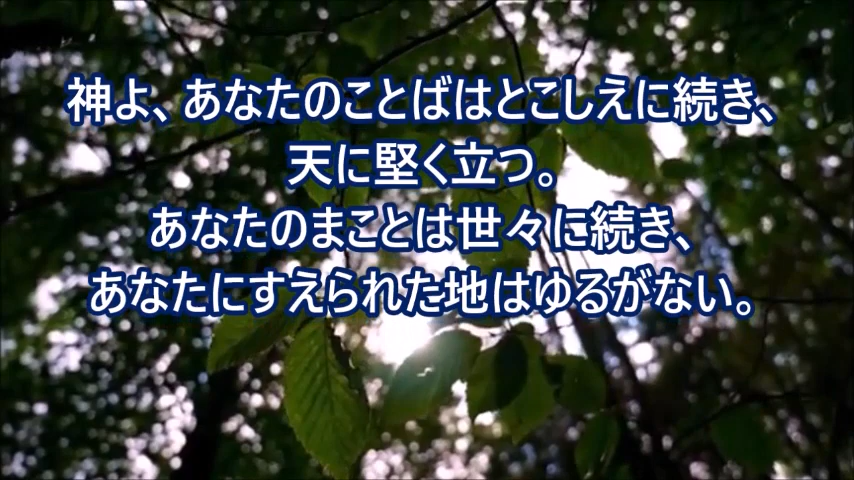 神よ、あなたのことばはとこしえに続き、
天に堅く立つ。
あなたのまことは世々に続き、
あなたにすえられた地はゆるがない。